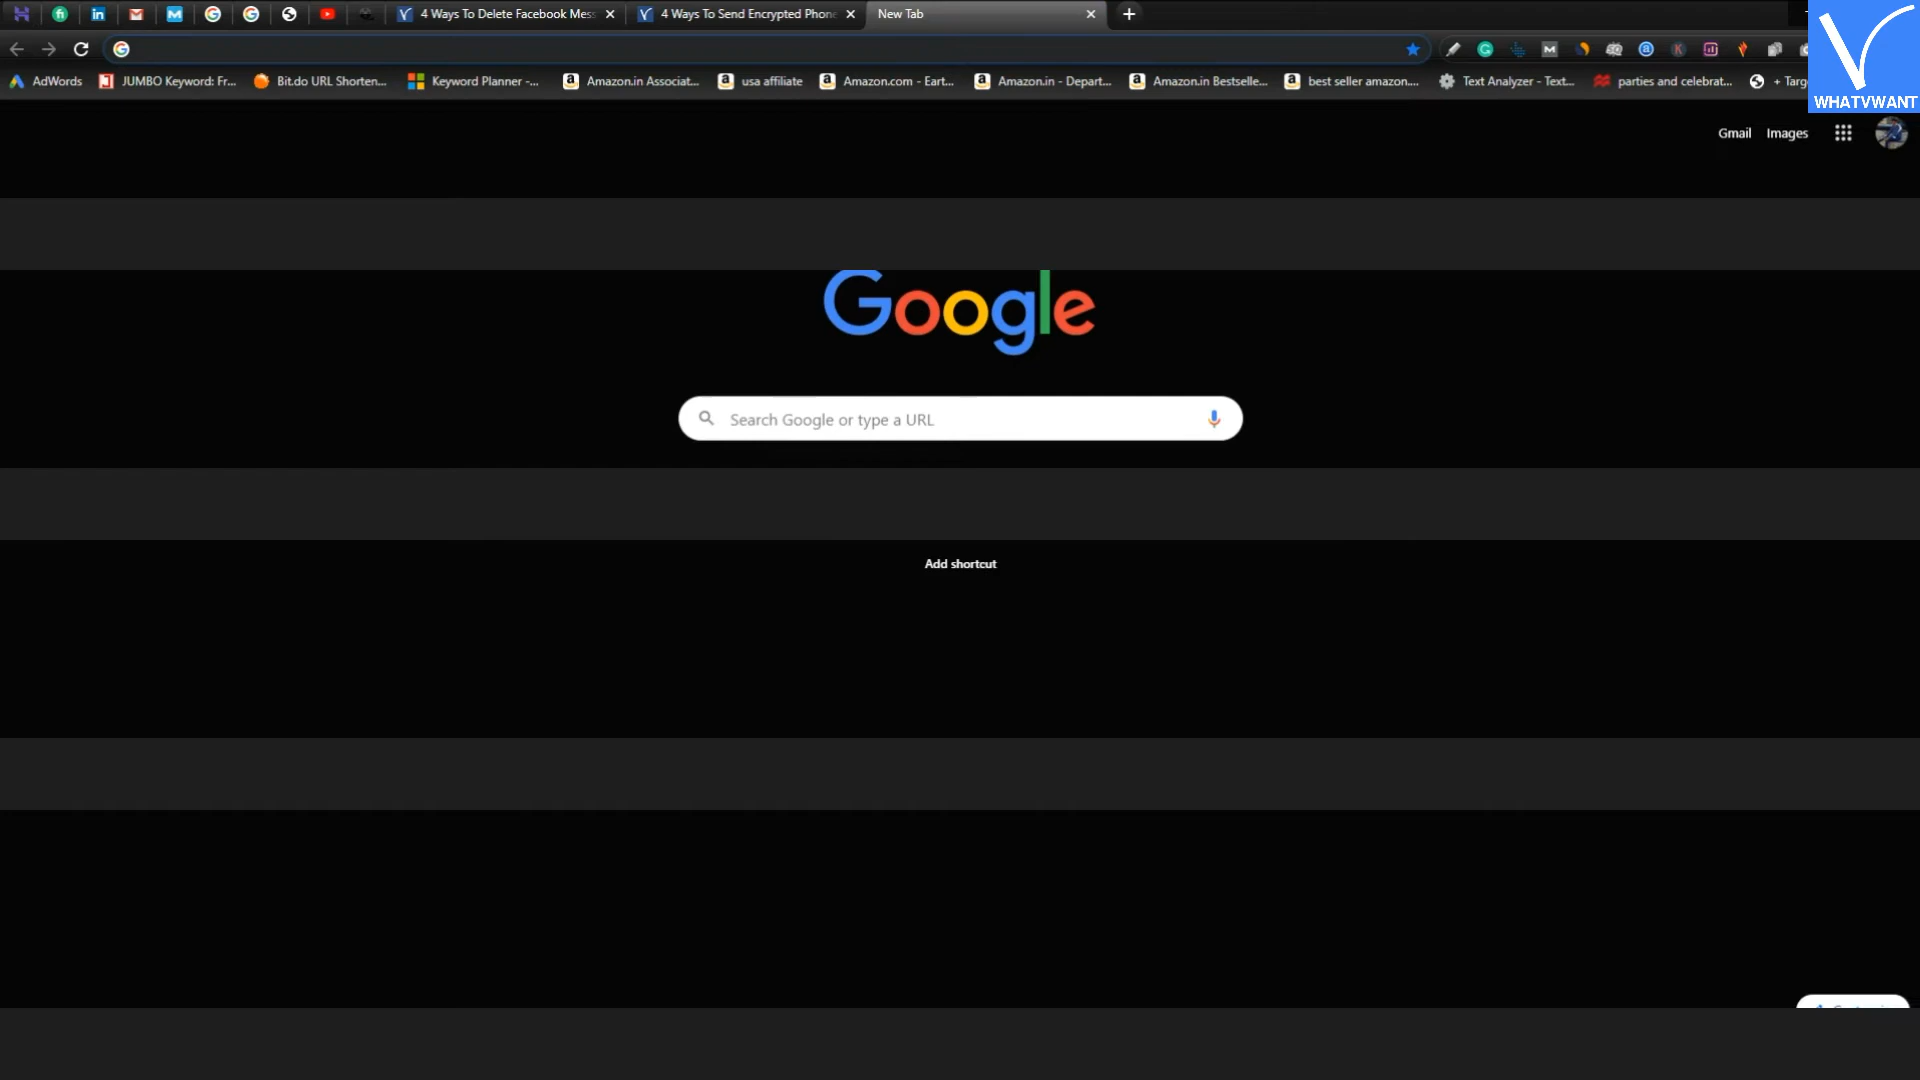 4 Ways To Delete Facebook Mess
4 Ways To Send Encrypted Phone
New Tab
AdWords
JUMBO Keyword: Fr...
Bit.do URL Shorten...
Keyword Planner -...
Amazon.in Associat...
usa affiliate
Amazon.com - Eart...
Amazon.in - Depart...
Amazon.in Bestselle...
best seller amazon....
Text Analyzer - Text...
parties and celebrat...
+ Targ
WHATVWANT
Gmail
Images
Google
Search Google or type a URL
Add shortcut